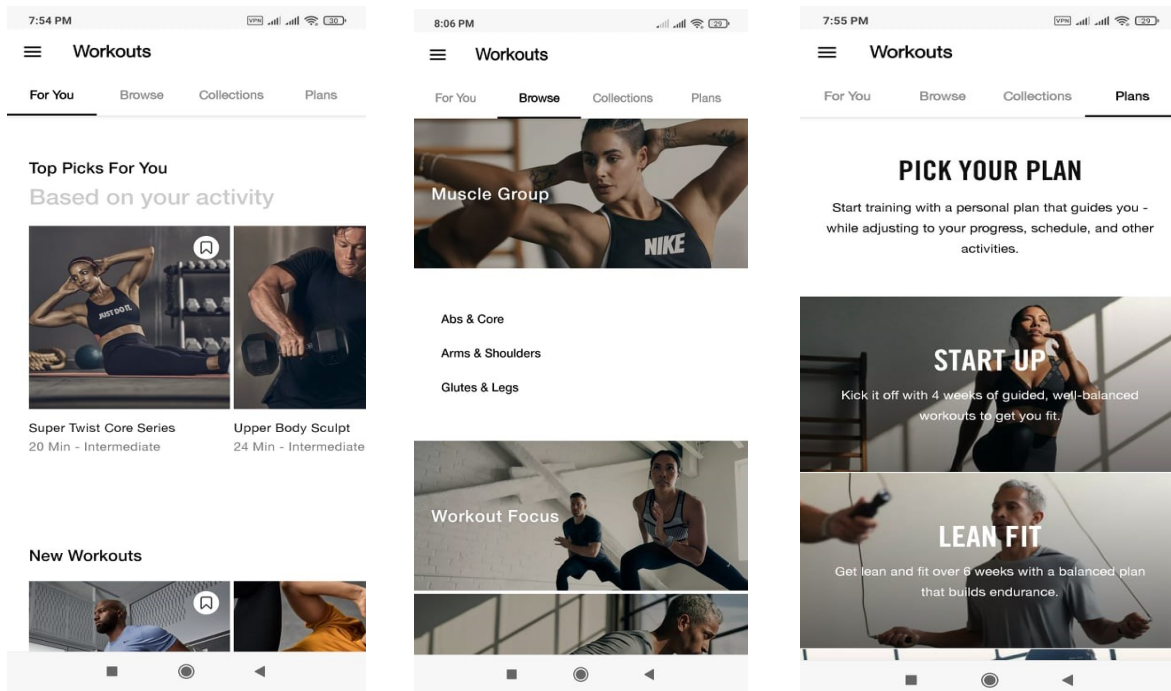 7:54 PM
VPN
30
Workouts
For You Browse Collections Plans
Top Picks For You
Based on your activity
JUST DO IT.
Super Twist Core Series
20 Min - Intermediate
Upper Body Sculpt
24 Min - Intermediate
New Workouts
8:06 PM
29
Workouts
For You Browse Collections Plans
Muscle Group
NIKE
Abs & Core
Arms & Shoulders
Glutes & Legs
Workout Focus
7:55 PM
VPN
29
Workouts
For You Browse Collections Plans
PICK YOUR PLAN
Start training with a personal plan that guides you -
while adjusting to your progress, schedule, and other
activities.
START UP
Kick it off with 4 weeks of guided, well-balanced
workouts to get you fit.
LEAN FIT
Get lean and fit over 6 weeks with a balanced plan
that builds endurance.